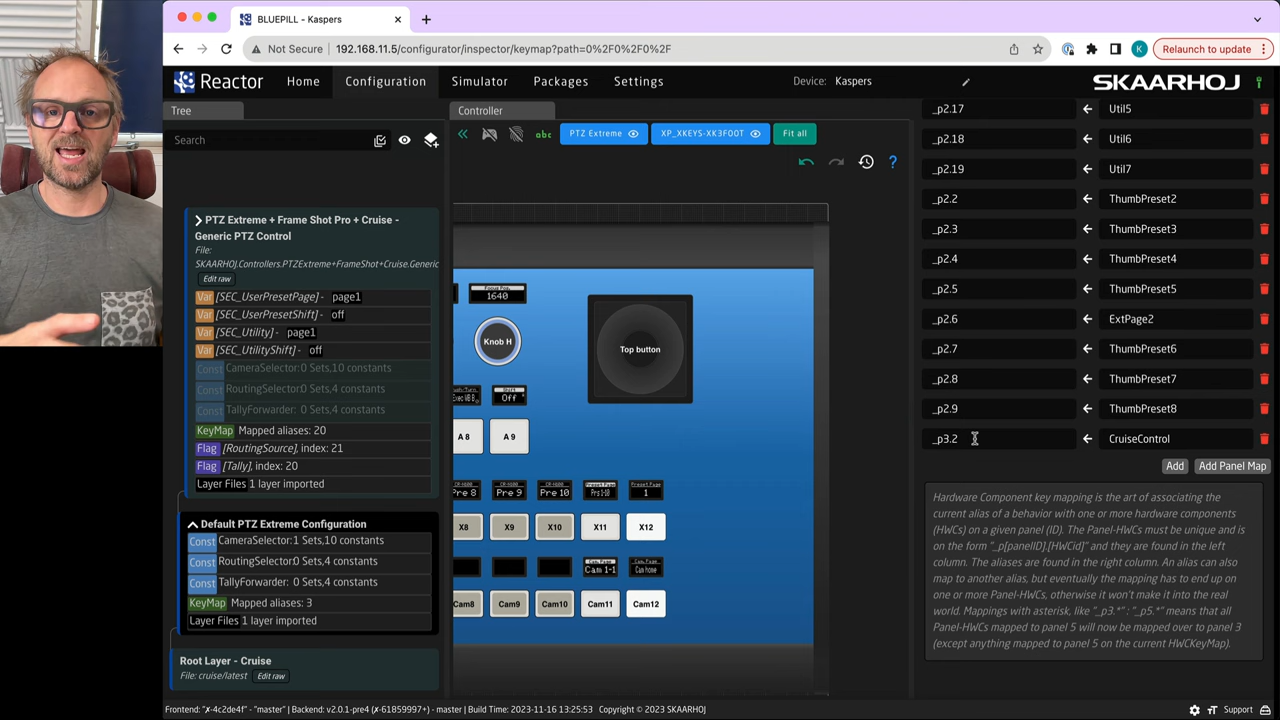 BLUEPILL - Kaspers
Not Secure
192.168.11.5/configurator/inspector/keymap?path=0%2F0%2F0%2F
K
Relaunch to update
Reactor
Home
Configuration
Simulator
Packages
Settings
Device:
Kaspers
SKAARHOJ
Tree
Search
PTZ Extreme + Frame Shot Pro + Cruise -
Generic PTZ Control
File:
SKAARHOJ.Controllers.PTZExtreme+FrameShot+Cruise.Generic
Edit raw
Var [SEC_UserPresetPage] - page1
Var [SEC_UserPresetShift] - off
Var [SEC_Utility] - page1
Var [SEC_UtilityShift] - off
Const CameraSelector:0 Sets,10 constants
Const RoutingSelector:0 Sets,4 constants
Const TallyForwarder: 0 Sets,4 constants
KeyMap Mapped aliases: 20
Flag [RoutingSource], index: 21
Flag [Tally], index: 20
Layer Files 1 layer imported
Default PTZ Extreme Configuration
Const CameraSelector:1 Sets,10 constants
Const RoutingSelector:0 Sets,4 constants
Const TallyForwarder: 0 Sets,4 constants
KeyMap Mapped aliases: 3
Layer Files 1 layer imported
Root Layer - Cruise
File: cruise/latest
Edit raw
Controller
abc
PTZ Extreme
XP_XKEYS-XK3FOOT
Fit all
?
Focus Pos.
1640
Knob H
Top button
Shift
Off
A 8
A 9
Pre 8
Pre 9
Pre 10
Prs1-10
Preset Page
1
X8
X9
X10
X11
X12
Cam 1-1
Cam home
Cam8
Cam9
Cam10
Cam11
Cam12
_p2.17
Util5
_p2.18
Util6
_p2.19
Util7
_p2.2
ThumbPreset2
_p2.3
ThumbPreset3
_p2.4
ThumbPreset4
_p2.5
ThumbPreset5
_p2.6
ExtPage2
_p2.7
ThumbPreset6
_p2.8
ThumbPreset7
_p2.9
ThumbPreset8
_p3.2
CruiseControl
Add
Add Panel Map
Hardware Component key mapping is the art of associating the
current alias of a behavior with one or more hardware components
(HWCs) on a given panel (ID). The Panel-HWCs must be unique and is
on the form "_p[panelID].[HWCid]" and they are found in the left
column. The aliases are found in the right column. An alias can also
map to another alias, but eventually the mapping has to end up on
one or more Panel-HWCs, otherwise it won't make it into the real
world. Mappings with asterisk, like "_p3.*" : "_p5.*" means that all
Panel-HWCs mapped to panel 5 will now be mapped over to panel 3
(except anything mapped to panel 5 on the current HWCKeyMap).
Frontend: "✗-4c2de4f" - "master" | Backend: v2.0.1-pre4 (✗-61859997+) - master | Build Time: 2023-11-16 13:25:53 Copyright © 2023 SKAARHOJ
Support